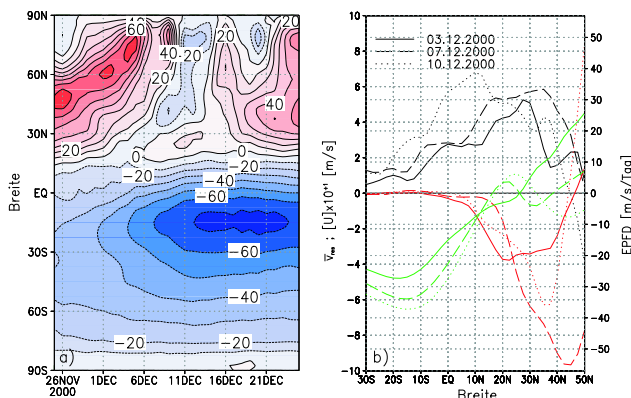 90N
60N
30N
EQ
30S
60S
90S
Breite
26NOV
2000
1DEC
6DEC
11DEC
16DEC
21DEC
60
40
20
20
-20
20
40
20
0
0
-20
-20
-40
-60
-60
-40
-20
-20
a)
10
8
6
4
2
0
-2
-4
-6
-8
-10
03.12.2000
07.12.2000
10.12.2000
50
40
30
20
10
0
-10
-20
-30
-40
-50
EPFD [m/s/Tag]
b)
30S
20S
10S
EQ
10N
20N
30N
40N
50N
Breite